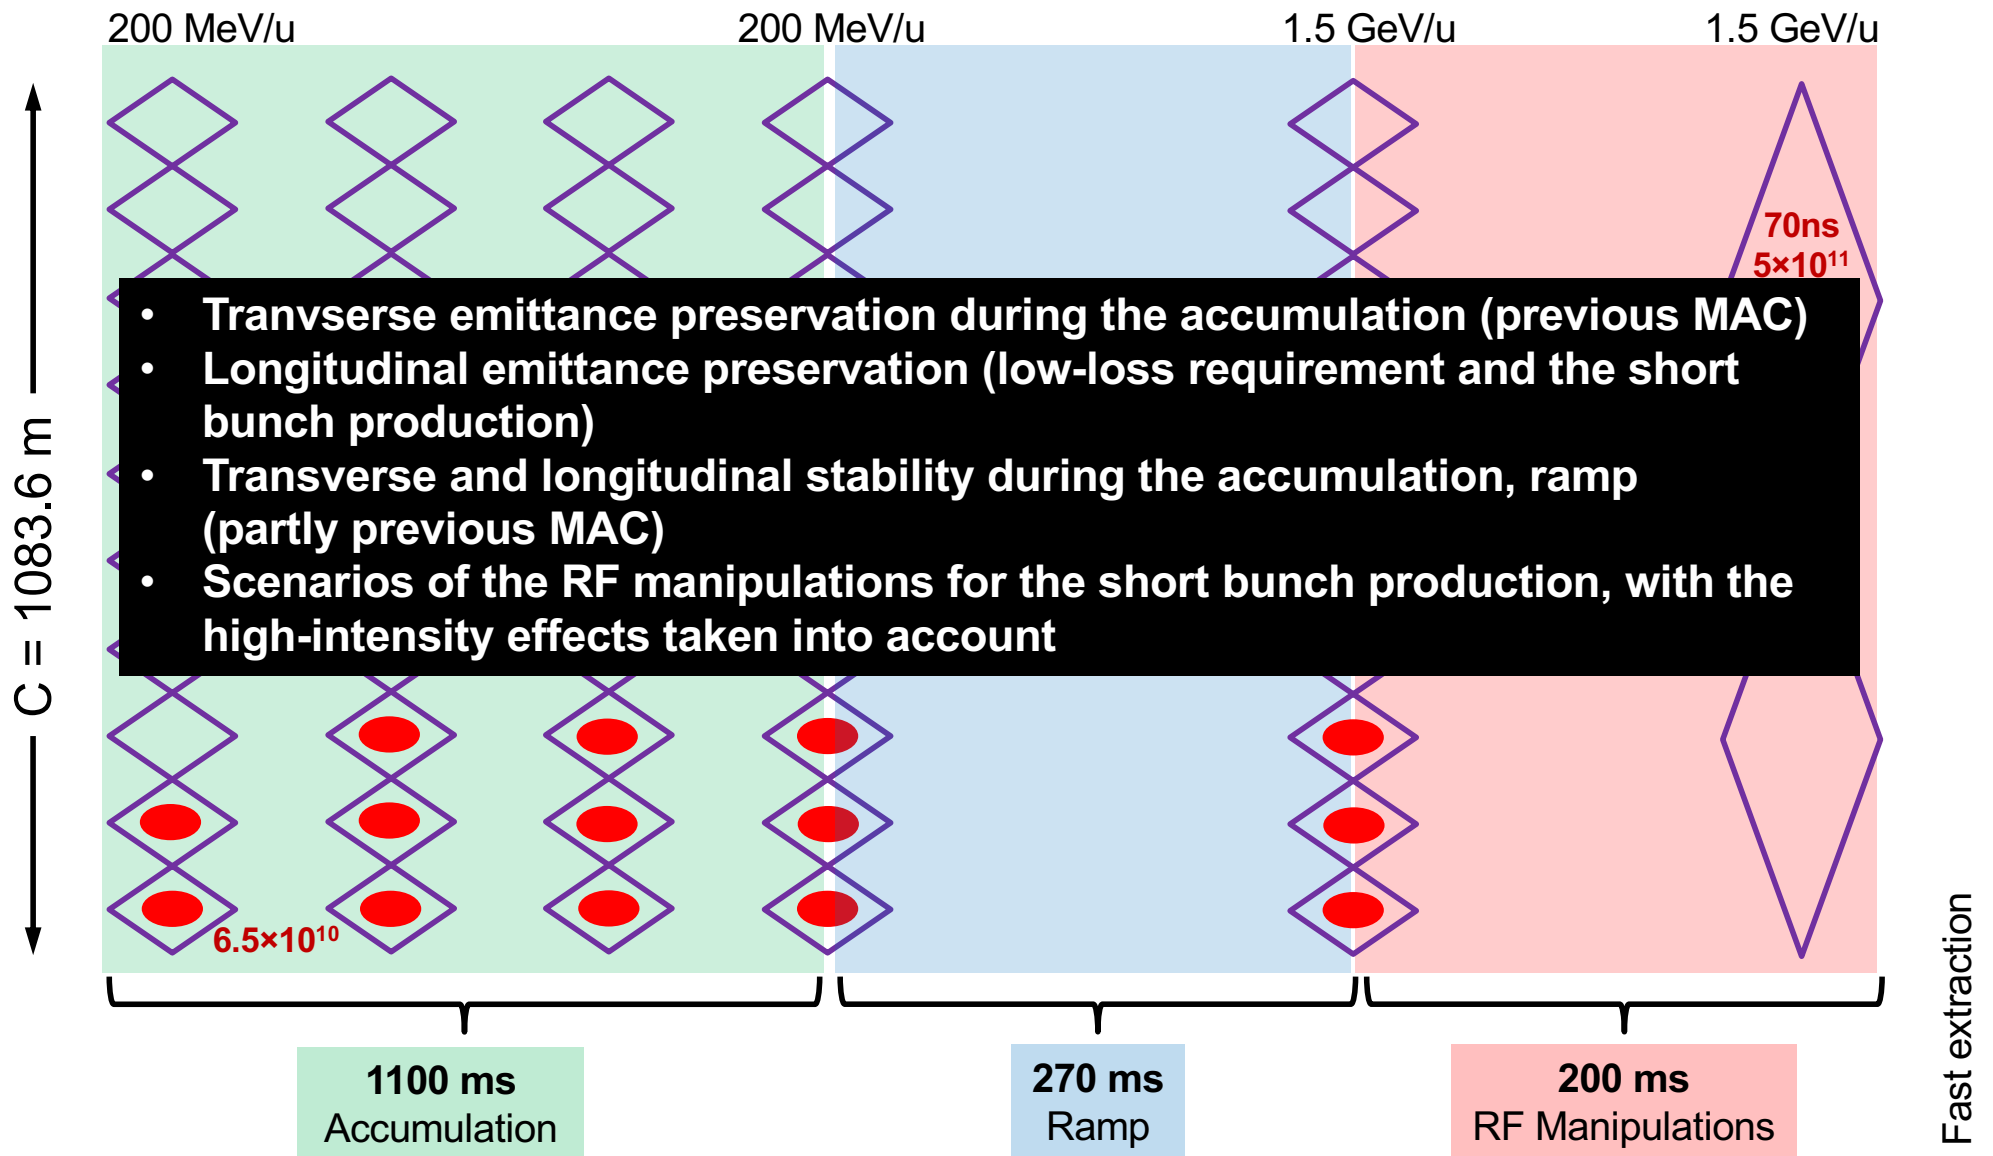 200 MeV/u
200 MeV/u
1.5 GeV/u
1.5 GeV/u
C = 1083.6 m
70ns
5×10¹¹
• Tranvserse emittance preservation during the accumulation (previous MAC)
• Longitudinal emittance preservation (low-loss requirement and the short
bunch production)
• Transverse and longitudinal stability during the accumulation, ramp
(partly previous MAC)
• Scenarios of the RF manipulations for the short bunch production, with the
high-intensity effects taken into account
6.5×10¹⁰
1100 ms
Accumulation
270 ms
Ramp
200 ms
RF Manipulations
Fast extraction